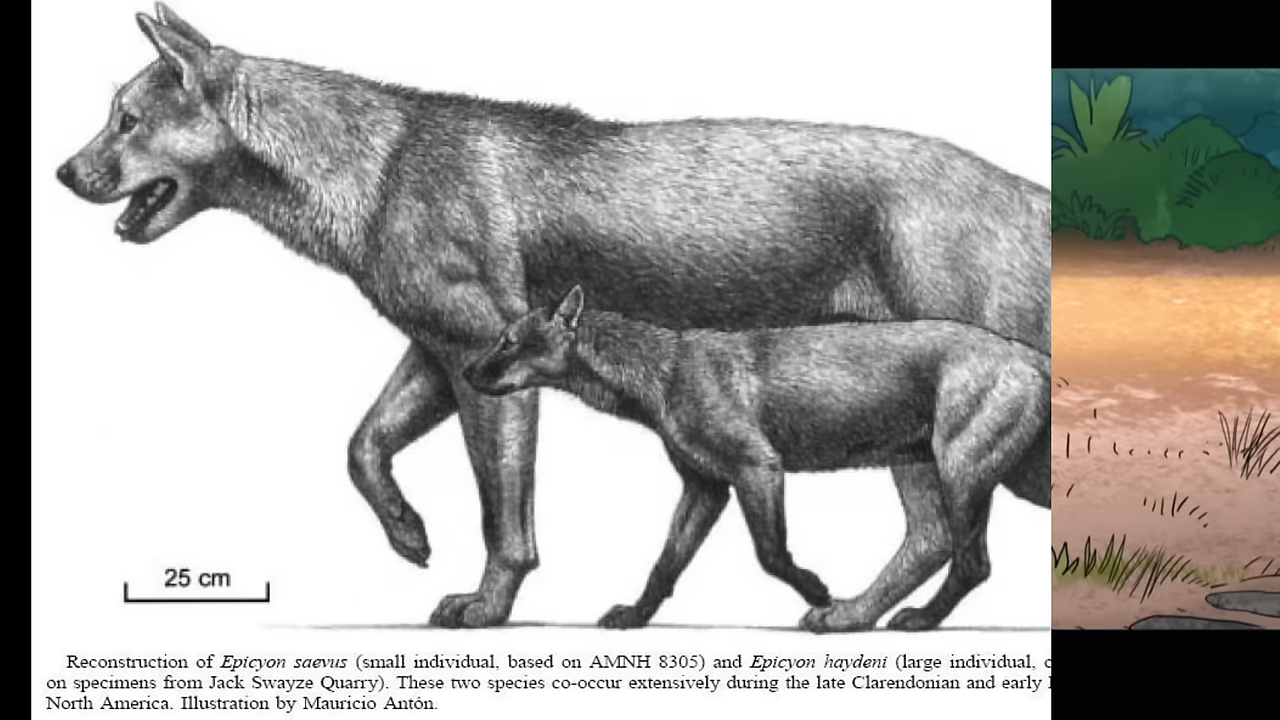 25 cm
Reconstruction of Epicyon saevus (small individual, based on AMNH 8305) and Epicyon haydeni (large individual,
on specimens from Jack Swayze Quarry). These two species co-occur extensively during the late Clarendonian and early
North America. Illustration by Mauricio Antón.